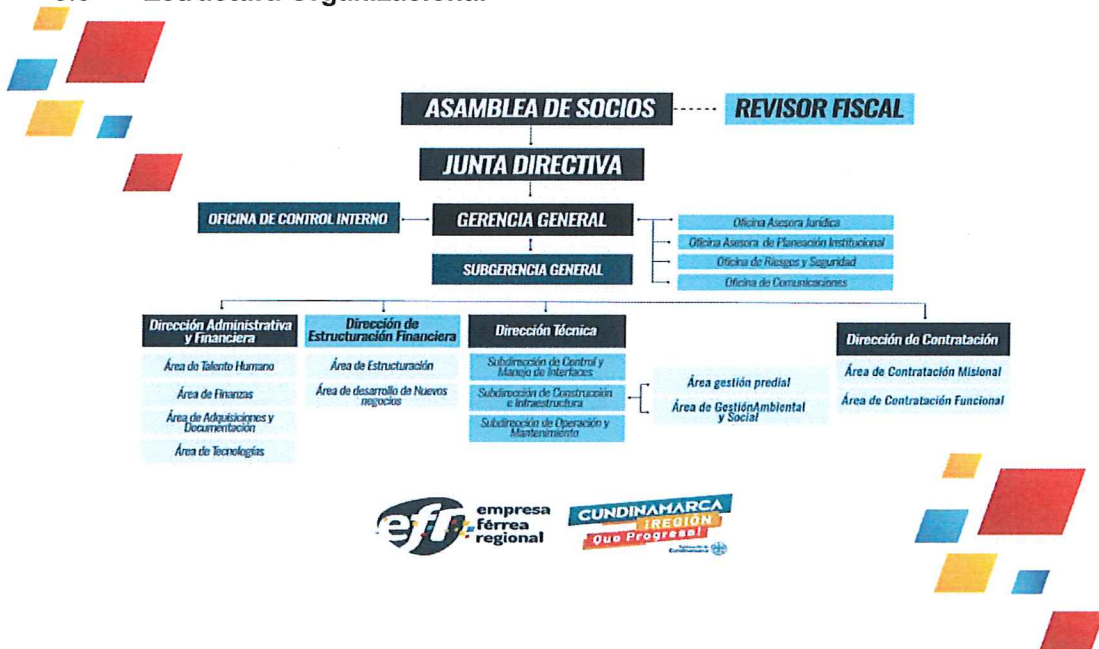 Estructura Organizacional
ASAMBLEA DE SOCIOS
REVISOR FISCAL
JUNTA DIRECTIVA
OFICINA DE CONTROL INTERNO
GERENCIA GENERAL
Oficina Asesora Jurídica
Oficina Asesora de Planeación Institucional
Oficina de Riesgos y Seguridad
Oficina de Comunicaciones
SUBGERENCIA GENERAL
Dirección Administrativa
y Financiera
Área de Talento Humano
Área de Finanzas
Área de Adquisiciones y
Documentación
Área de Tecnologías
Dirección de
Estructuración Financiera
Área de Estructuración
Área de desarrollo de Nuevos
negocios
Dirección Técnica
Subdirección de Control y
Manejo de Interfaces
Subdirección de Construcción
e Infraestructura
Subdirección de Operación y
Mantenimiento
Área gestión predial
Área de GestiónAmbiental
y Social
Dirección de Contratación
Área de Contratación Misional
Área de Contratación Funcional
efr empresa
férrea
regional
CUNDINAMARCA
¡REGIÓN
Que Progresa!
Cundinamarca